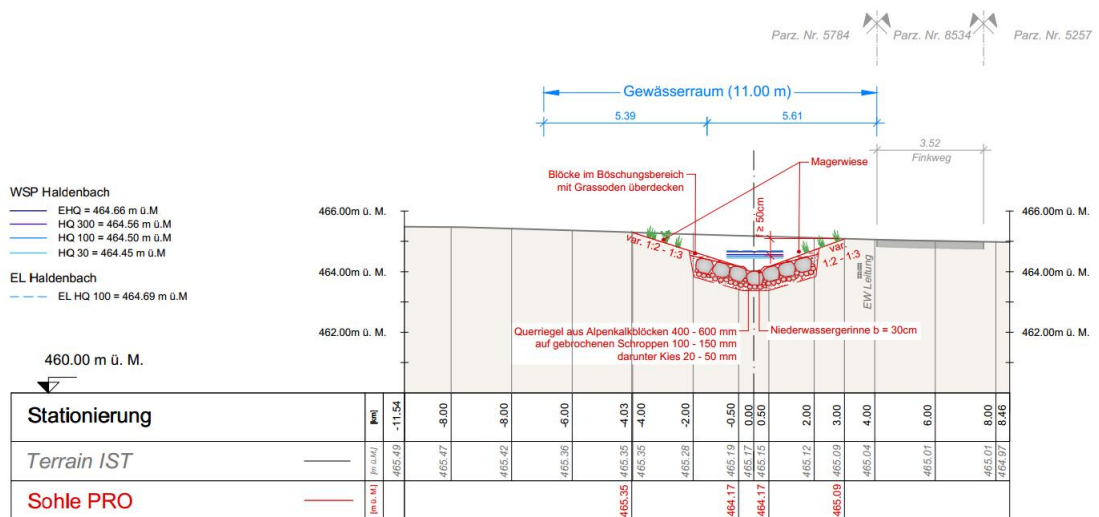 Parz. Nr. 5784
Parz. Nr. 8534
Parz. Nr. 5257
Gewässerraum (11.00 m)
5.39
5.61
3.52
Finkweg
Magerwiese
Blöcke im Böschungsbereich
mit Grassoden überdecken
WSP Haldenbach
EHQ = 464.66 m ü.M
HQ 300 = 464.56 m ü.M
HQ 100 = 464.50 m ü.M
HQ 30 = 464.45 m ü.M
EL Haldenbach
EL HQ 100 = 464.69 m ü.M
466.00m ü. M.
464.00m ü. M.
462.00m ü. M.
466.00m ü. M.
464.00m ü. M.
462.00m ü. M.
var. 1:2 - 1:3
f ≥ 50cm
var.
1:2 - 1:3
EW Leitung
Querriegel aus Alpenkalkblöcken 400 - 600 mm
auf gebrochenen Schroppen 100 - 150 mm
darunter Kies 20 - 50 mm
Niederwassergerinne b = 30cm
460.00 m ü. M.
Stationierung [km] -11.54 -8.00 -8.00 -6.00 -4.03 -4.00 -2.00 -0.50 0.00 0.50 2.00 3.00 4.00 6.00 8.00 8.46
Terrain IST [m ü.M.] 465.49 465.47 465.42 465.36 465.35 465.35 465.28 465.19 465.17 465.15 465.12 465.09 465.04 465.01 465.01 464.97
Sohle PRO [m ü. M.] 465.35 464.17 464.17 465.09